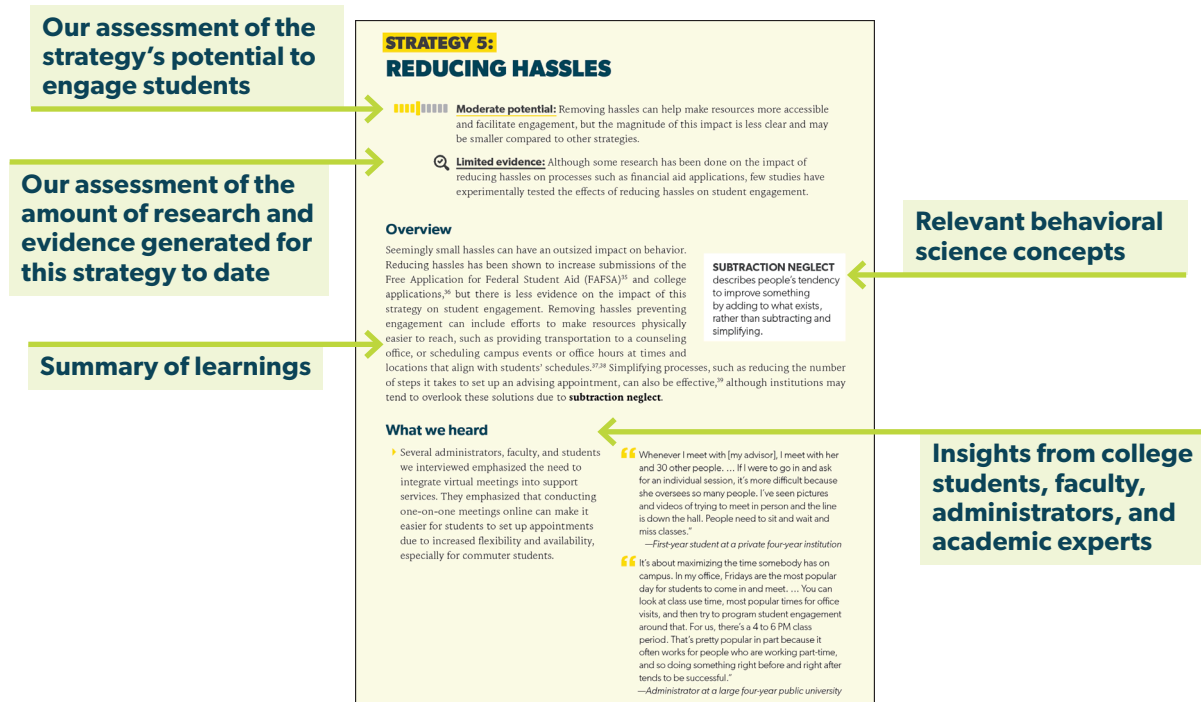 Our assessment of the
strategy’s potential to
engage students
Our assessment of the
amount of research and
evidence generated for
this strategy to date
Summary of learnings
STRATEGY 5:
REDUCING HASSLES
Moderate potential: Removing hassles can help make resources more accessible
and facilitate engagement, but the magnitude of this impact is less clear and may
be smaller compared to other strategies.
Limited evidence: Although some research has been done on the impact of
reducing hassles on processes such as financial aid applications, few studies have
experimentally tested the effects of reducing hassles on student engagement.
Overview
Seemingly small hassles can have an outsized impact on behavior.
Reducing hassles has been shown to increase submissions of the
Free Application for Federal Student Aid (FAFSA)³⁵ and college
applications,³⁶ but there is less evidence on the impact of this
strategy on student engagement. Removing hassles preventing
engagement can include efforts to make resources physically
easier to reach, such as providing transportation to a counseling
office, or scheduling campus events or office hours at times and
locations that align with students’ schedules.³⁷,³⁸ Simplifying processes, such as reducing the number
of steps it takes to set up an advising appointment, can also be effective,³⁹ although institutions may
tend to overlook these solutions due to subtraction neglect.
SUBTRACTION NEGLECT
describes people’s tendency
to improve something
by adding to what exists,
rather than subtracting and
simplifying.
What we heard
Several administrators, faculty, and students
we interviewed emphasized the need to
integrate virtual meetings into support
services. They emphasized that conducting
one-on-one meetings online can make it
easier for students to set up appointments
due to increased flexibility and availability,
especially for commuter students.
“Whenever I meet with [my advisor], I meet with her
and 30 other people. … If I were to go in and ask
for an individual session, it’s more difficult because
she oversees so many people. I’ve seen pictures
and videos of trying to meet in person and the line
is down the hall. People need to sit and wait and
miss classes.”
—First-year student at a private four-year institution
“It’s about maximizing the time somebody has on
campus. In my office, Fridays are the most popular
day for students to come in and meet. … You can
look at class use time, most popular times for office
visits, and then try to program student engagement
around that. For us, there’s a 4 to 6 PM class
period. That’s pretty popular in part because it
often works for people who are working part-time,
and so doing something right before and right after
tends to be successful.”
—Administrator at a large four-year public university
Relevant behavioral
science concepts
Insights from college
students, faculty,
administrators, and
academic experts